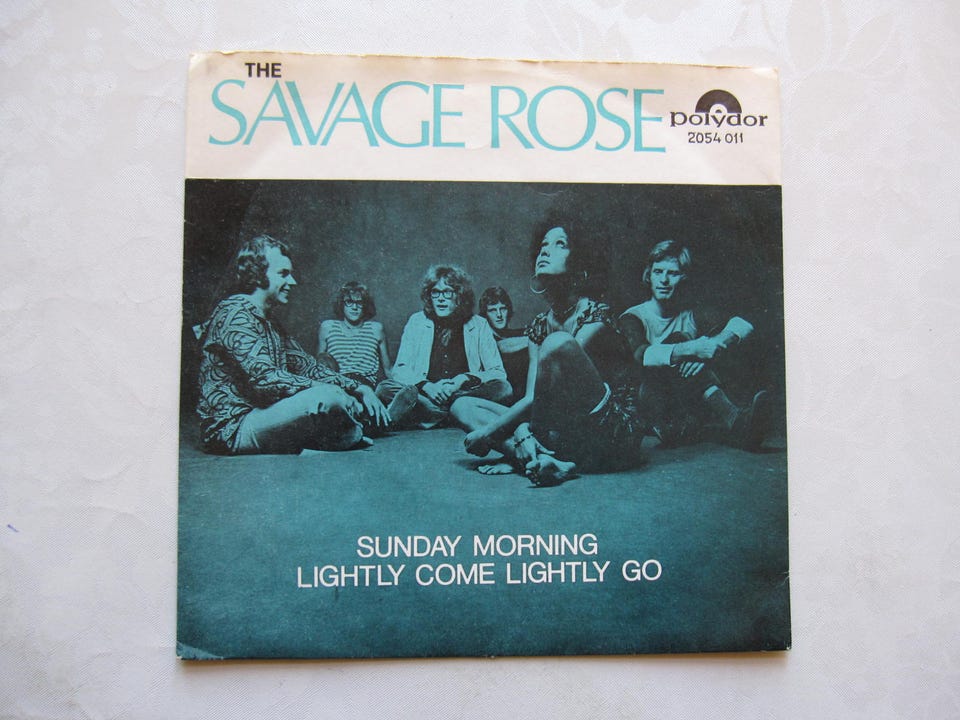 THE
SAVAGE ROSE
polydor
2054 011
SUNDAY MORNING
LIGHTLY COME LIGHTLY GO